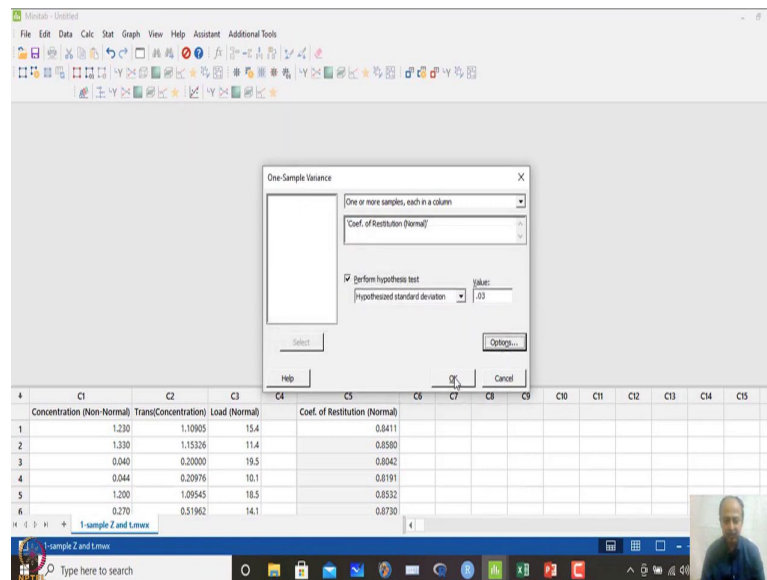 Minitab - Untitled
File Edit Data Calc Stat Graph View Help Assistant Additional Tools
One-Sample Variance
One or more samples, each in a column
'Coef. of Restitution (Normal)'
Perform hypothesis test
Value:
Hypothesized standard deviation
.03
Select
Options...
Help
OK
Cancel
C1 C2 C3 C4 C5 C6 C7 C8 C9 C10 C11 C12 C13 C14 C15
Concentration (Non-Normal) Trans(Concentration) Load (Normal) Coef. of Restitution (Normal)
1 1.230 1.10905 15.4 0.8411
2 1.330 1.15326 11.4 0.8580
3 0.040 0.20000 19.5 0.8042
4 0.044 0.20976 10.1 0.8191
5 1.200 1.09545 18.5 0.8532
6 0.270 0.51962 14.1 0.8730
1-sample Z and t.mwx
1-sample Z and t.mwx
Type here to search
NPTEL